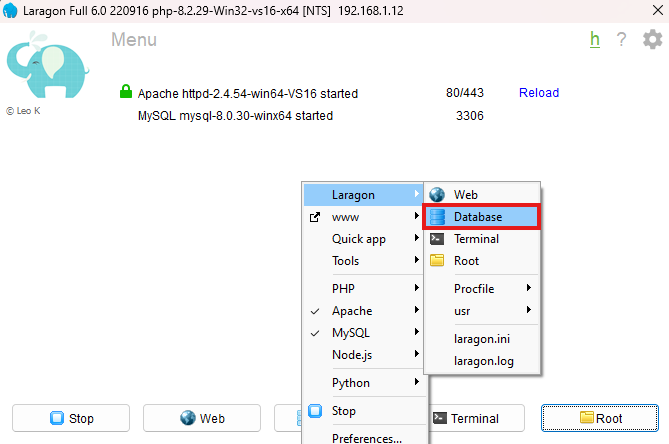 Laragon Full 6.0 220916 php-8.2.29-Win32-vs16-x64 [NTS] 192.168.1.12
Menu
h ?
© Leo K
Apache httpd-2.4.54-win64-VS16 started 80/443 Reload
MySQL mysql-8.0.30-winx64 started 3306
Laragon
www
Quick app
Tools
PHP
Apache
MySQL
Node.js
Python
Stop
Preferences...
Web
Database
Terminal
Root
Procfile
usr
laragon.ini
laragon.log
Stop
Web
Terminal
Root